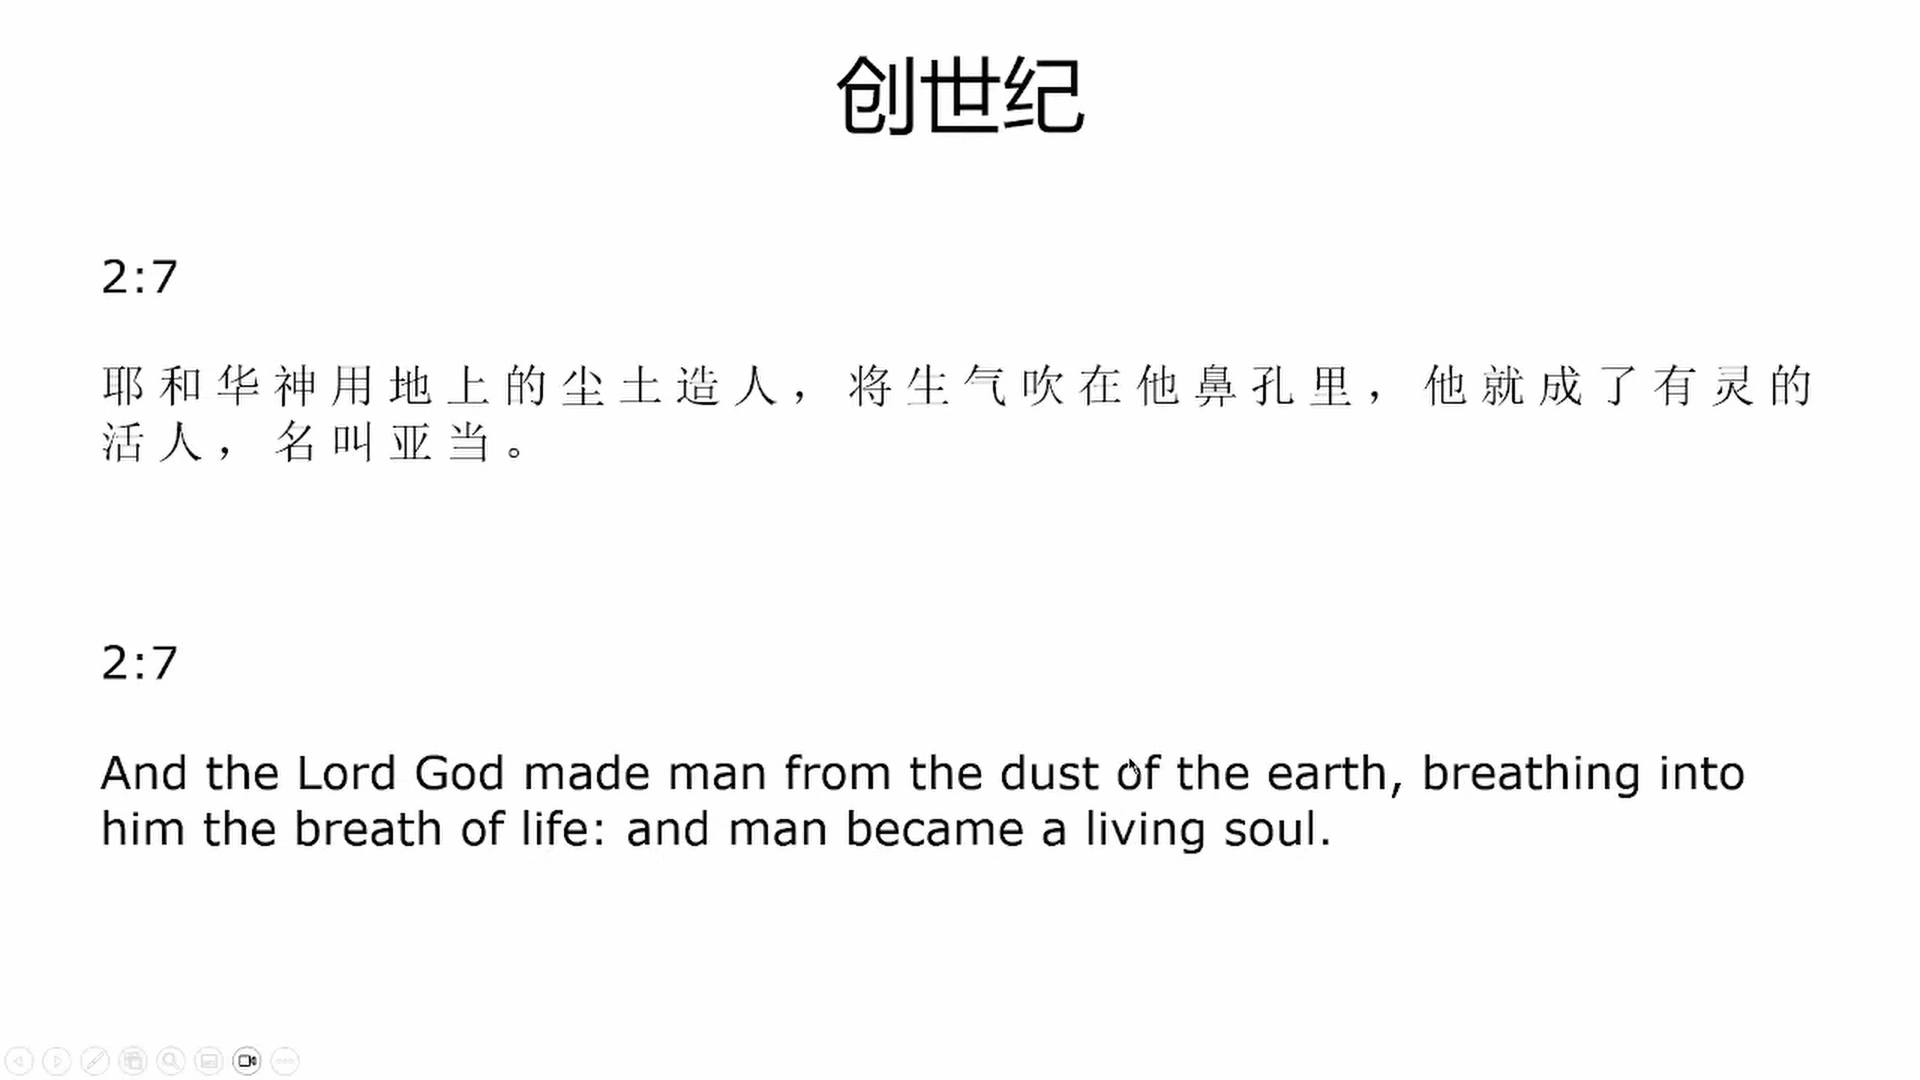 创世纪
2:7
耶和华神用地上的尘土造人，将生气吹在他鼻孔里，他就成了有灵的
活人，名叫亚当。
2:7
And the Lord God made man from the dust of the earth, breathing into
him the breath of life: and man became a living soul.